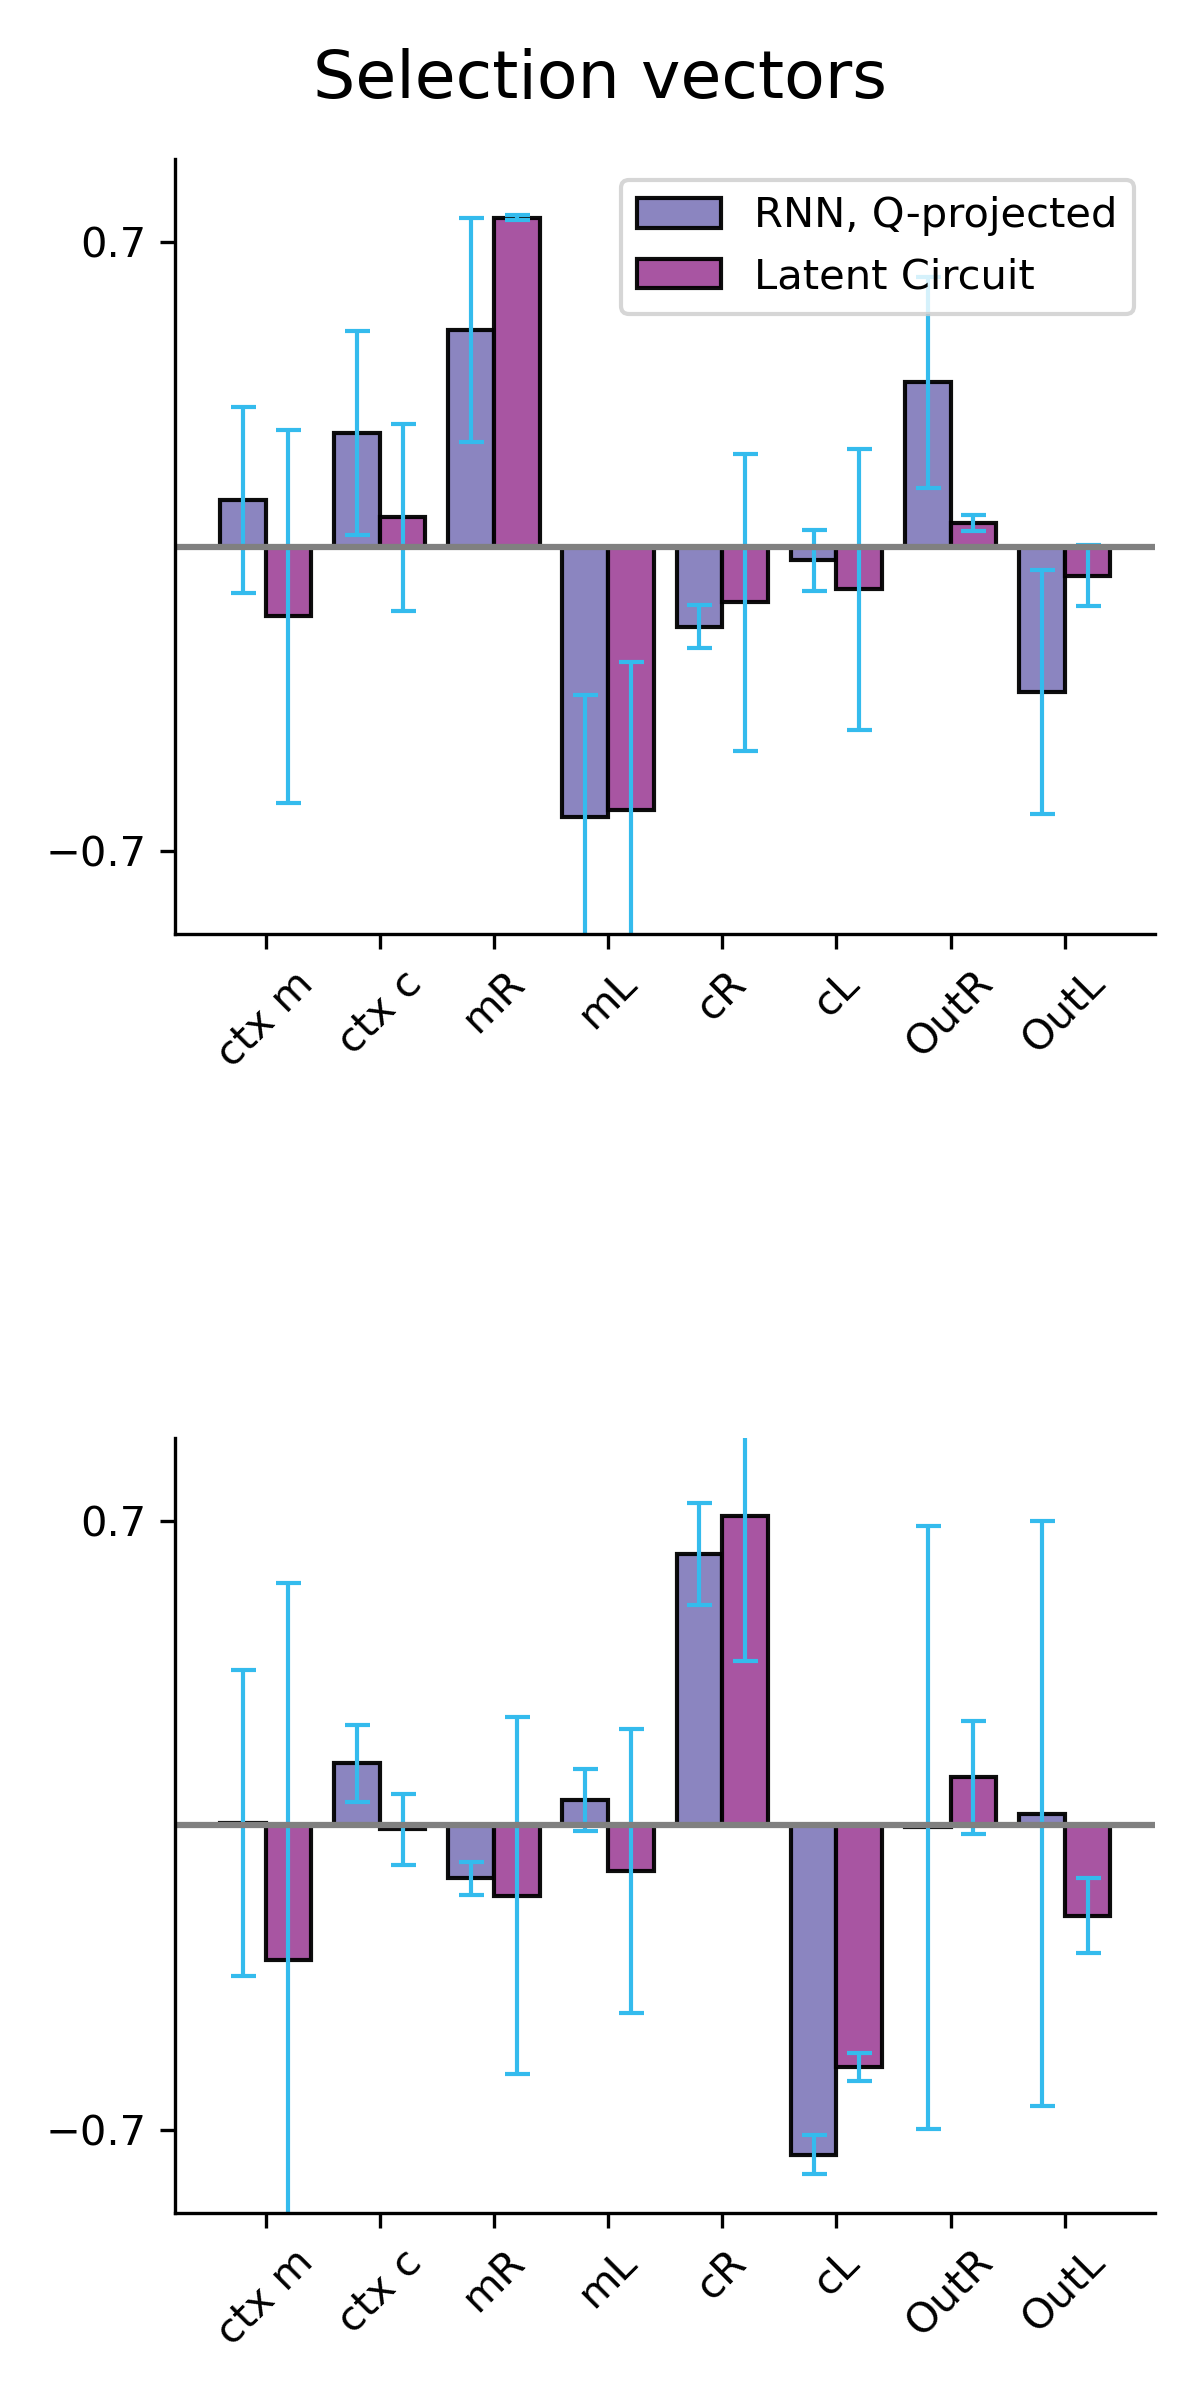 Selection vectors
RNN, Q-projected
Latent Circuit
0.7
−0.7
ctx m
ctx c
mR
mL
cR
cL
OutR
OutL
0.7
−0.7
ctx m
ctx c
mR
mL
cR
cL
OutR
OutL